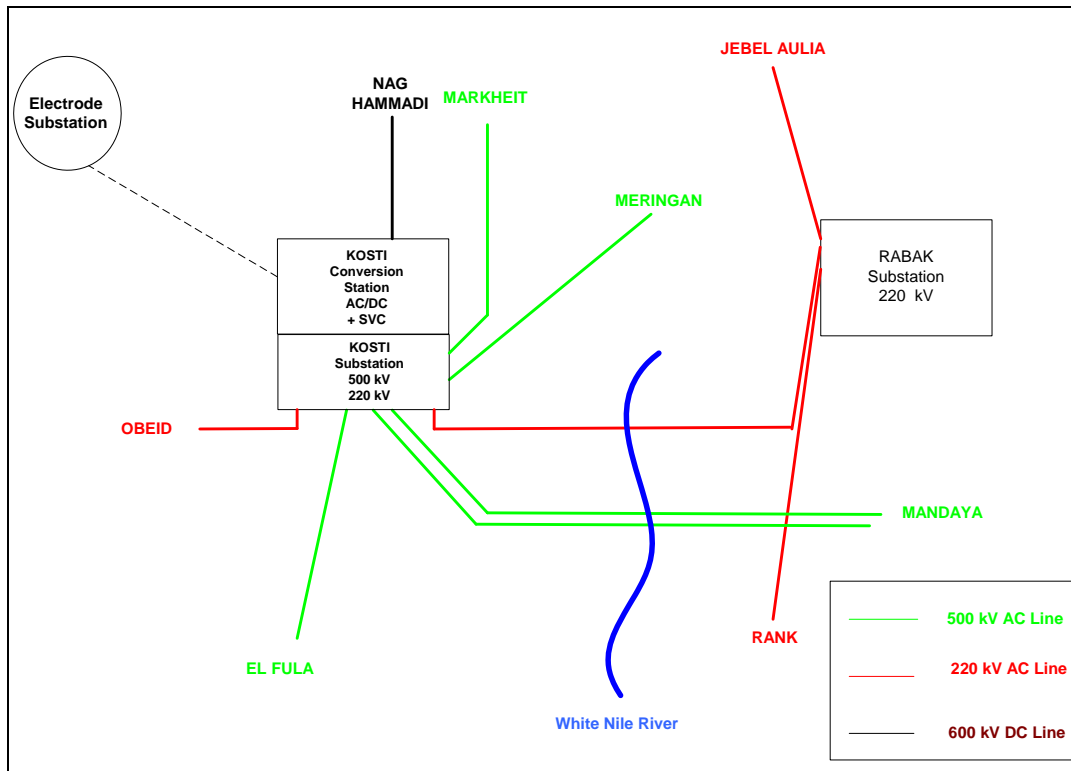 JEBEL AULIA
NAG
HAMMADI
MARKHEIT
Electrode
Substation
MERINGAN
KOSTI
Conversion
Station
AC/DC
+ SVC
RABAK
Substation
220 kV
KOSTI
Substation
500 kV
220 kV
OBEID
MANDAYA
EL FULA
RANK
White Nile River
500 kV AC Line
220 kV AC Line
600 kV DC Line